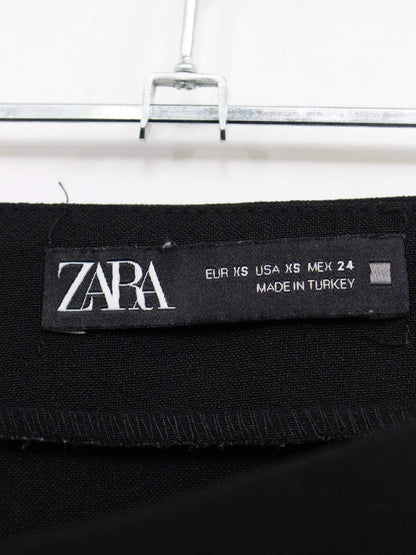 ZARA
EUR XS USA XS MEX 24
MADE IN TURKEY